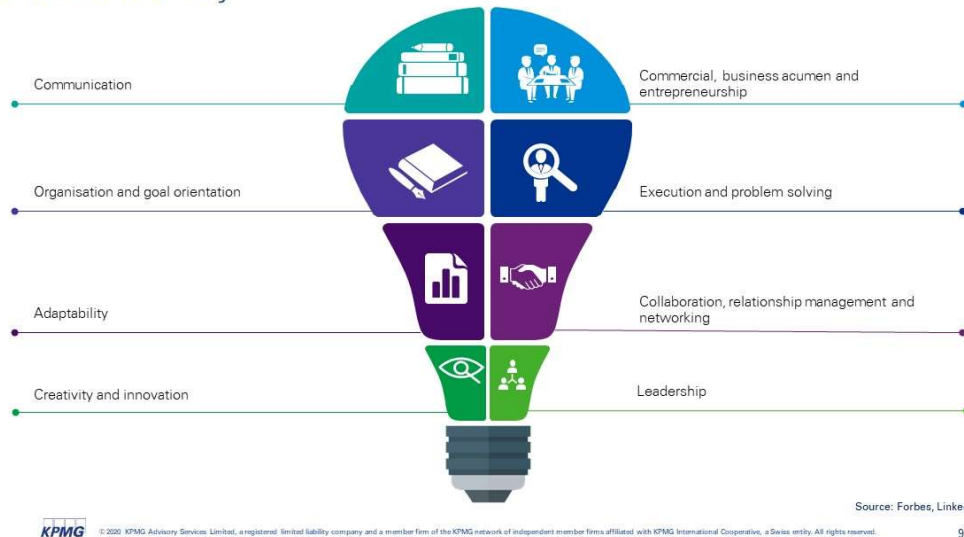 Communication
Commercial, business acumen and
entrepreneurship
Organisation and goal orientation
Execution and problem solving
Adaptability
Collaboration, relationship management and
networking
Creativity and innovation
Leadership
Source: Forbes, Linke
KPMG
© 2020 KPMG Advisory Services Limited, a registered limited liability company and a member firm of the KPMG network of independent member firms affiliated with KPMG International Cooperative, a Swiss entity. All rights reserved.
9